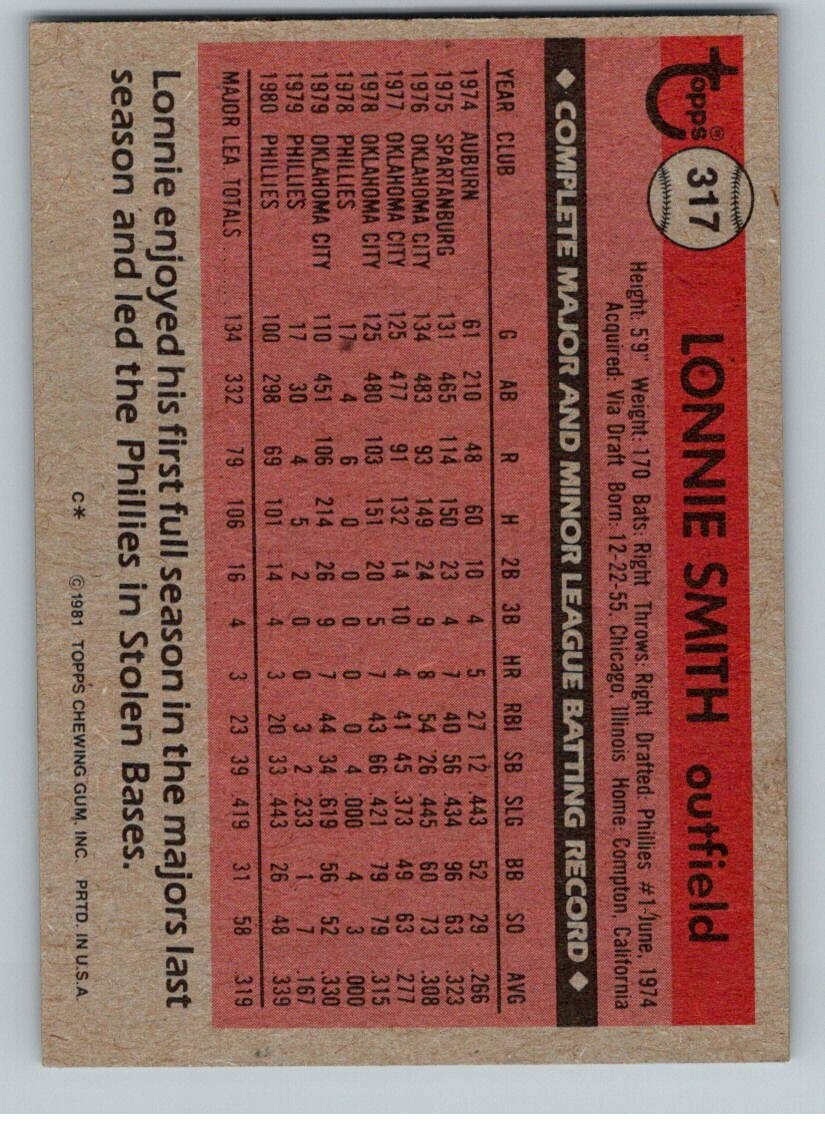 Topps®
317
LONNIE SMITH outfield
Height: 5'9" Weight: 170 Bats: Right Throws: Right Drafted: Phillies #1-June, 1974
Acquired: Via Draft Born: 12-22-55, Chicago, Illinois Home: Compton, California
◆ COMPLETE MAJOR AND MINOR LEAGUE BATTING RECORD ◆
YEAR CLUB G AB R H 2B 3B HR RBI SB SLG BB SO AVG
1974 AUBURN 61 210 48 60 10 4 5 27 12 .443 52 29 .266
1975 SPARTANBURG 131 465 114 150 23 4 7 40 56 .434 96 63 .323
1976 OKLAHOMA CITY 134 483 93 149 24 9 8 54 26 .445 60 73 .308
1977 OKLAHOMA CITY 125 477 91 132 14 10 4 41 45 .373 49 63 .277
1978 OKLAHOMA CITY 125 480 103 151 20 5 7 43 66 .421 79 79 .315
1978 PHILLIES 17 4 6 0 0 0 0 0 4 .000 4 3 .000
1979 OKLAHOMA CITY 110 451 106 214 26 9 7 44 34 .619 56 52 .330
1979 PHILLIES 17 30 4 5 2 0 0 3 2 .233 1 7 .167
1980 PHILLIES 100 298 69 101 14 4 3 20 33 .443 26 48 .339
MAJOR LEA TOTALS ...... 134 332 79 106 16 4 3 23 39 .419 31 58 .319
Lonnie enjoyed his first full season in the majors last
season and led the Phillies in Stolen Bases.
C* © 1981 TOPPS CHEWING GUM, INC. PRTD. IN U.S.A.